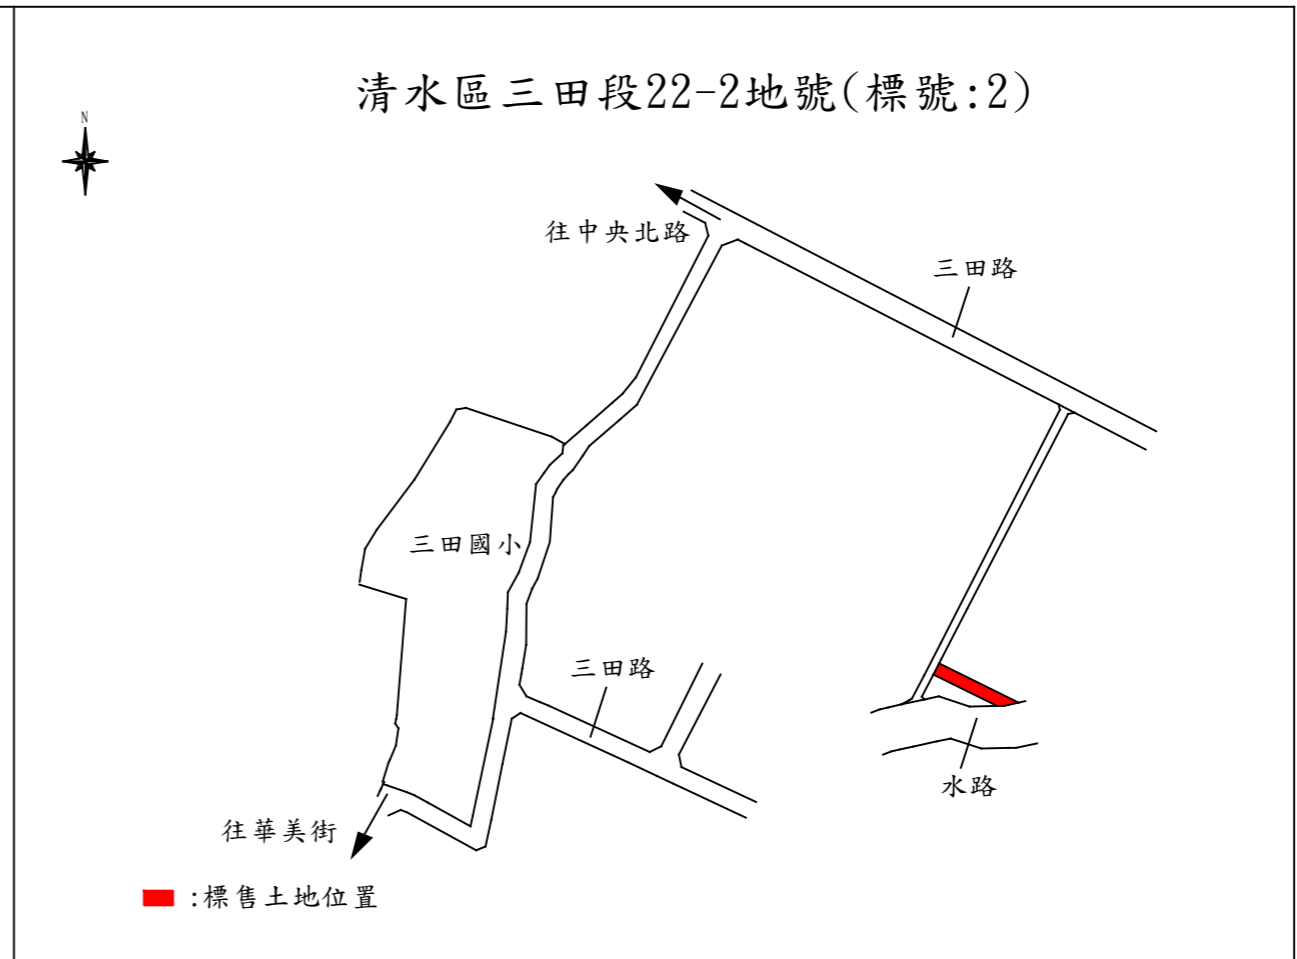 清水區三田段22-2地號(標號:2)
N
往中央北路
三田路
三田國小
三田路
水路
往華美街
:標售土地位置